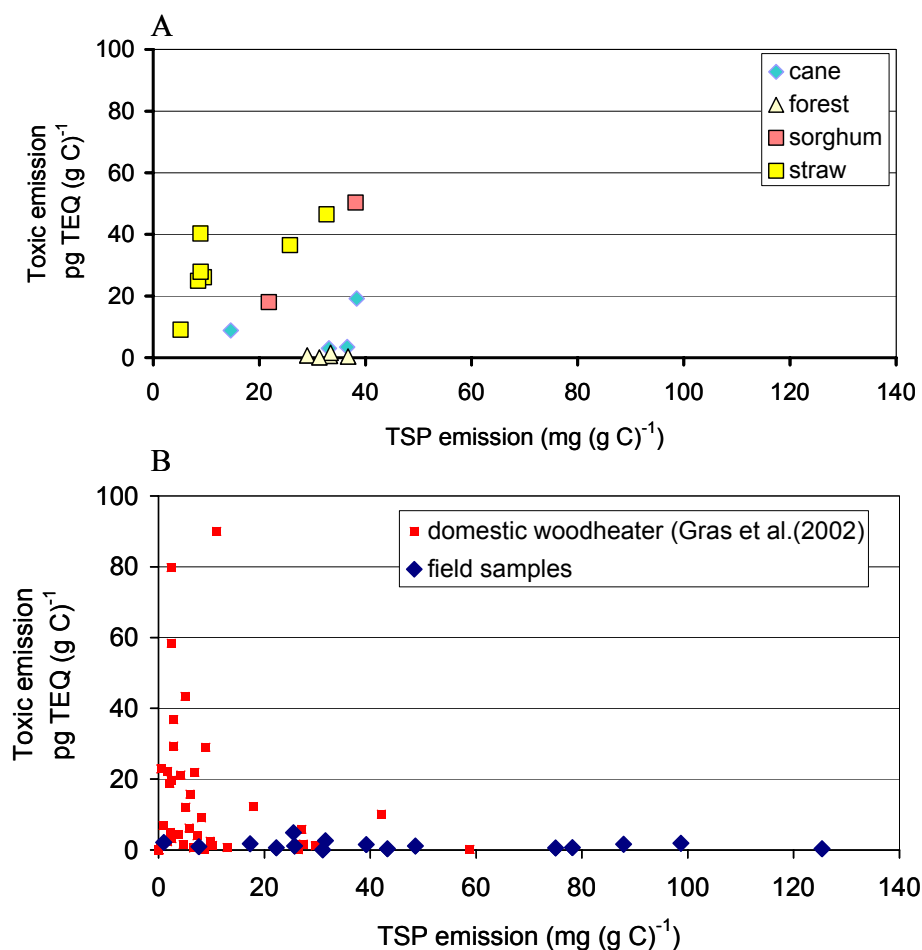 A
100
80
60
40
20
0
Toxic emission
pg TEQ (g C)-1
cane
forest
sorghum
straw
0 20 40 60 80 100 120 140
TSP emission (mg (g C)-1)
B
100
80
60
40
20
0
Toxic emission
pg TEQ (g C)-1
domestic woodheater (Gras et al.(2002)
field samples
0 20 40 60 80 100 120 140
TSP emission (mg (g C)-1)